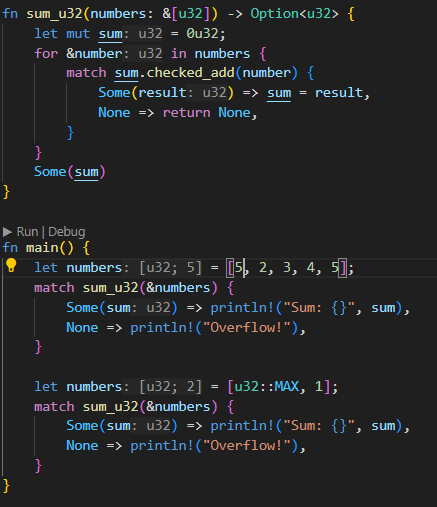 fn sum_u32(numbers: &[u32]) -> Option<u32> {
    let mut sum: u32 = 0u32;
    for &number: u32 in numbers {
        match sum.checked_add(number) {
            Some(result: u32) => sum = result,
            None => return None,
        }
    }
    Some(sum)
}
Run | Debug
fn main() {
    let numbers: [u32; 5] = [5, 2, 3, 4, 5];
    match sum_u32(&numbers) {
        Some(sum: u32) => println!("Sum: {}", sum),
        None => println!("Overflow!"),
    }
    let numbers: [u32; 2] = [u32::MAX, 1];
    match sum_u32(&numbers) {
        Some(sum: u32) => println!("Sum: {}", sum),
        None => println!("Overflow!"),
    }
}